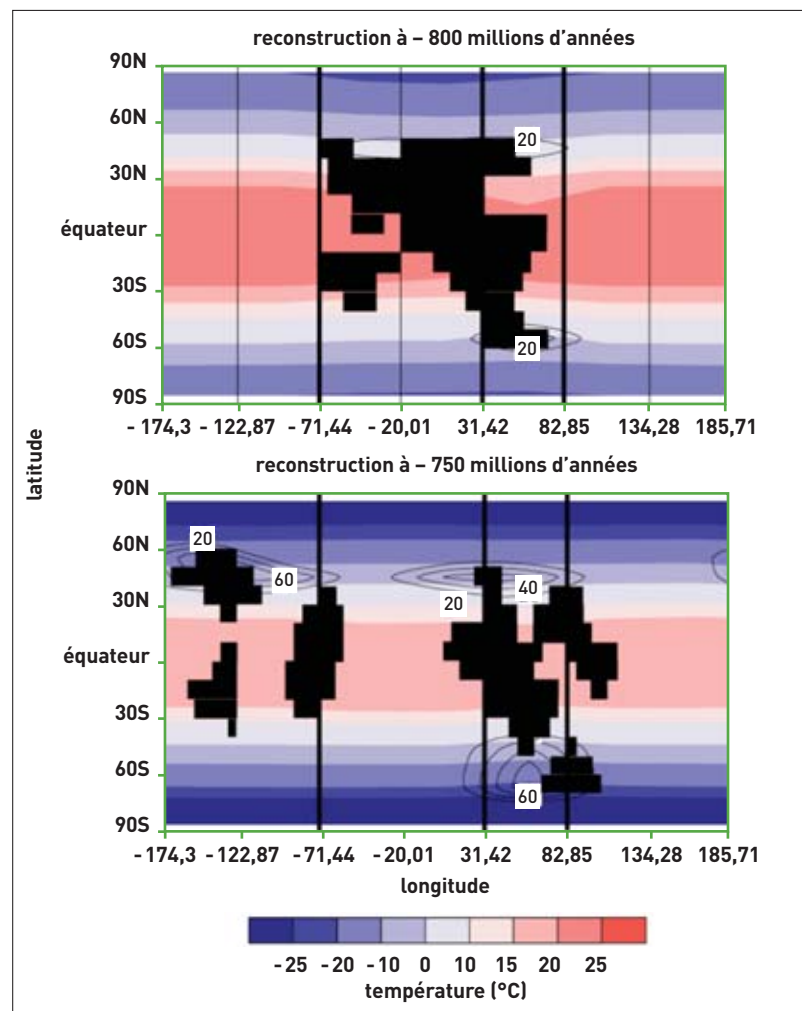 reconstruction à – 800 millions d'années
90N
60N
30N
équateur
30S
60S
90S
20
20
- 174,3 - 122,87 - 71,44 - 20,01 31,42 82,85 134,28 185,71
latitude
reconstruction à – 750 millions d'années
90N
60N
30N
équateur
30S
60S
90S
20
60
40
20
60
- 174,3 - 122,87 - 71,44 - 20,01 31,42 82,85 134,28 185,71
longitude
- 25 - 20 - 10 0 10 15 20 25
température (°C)